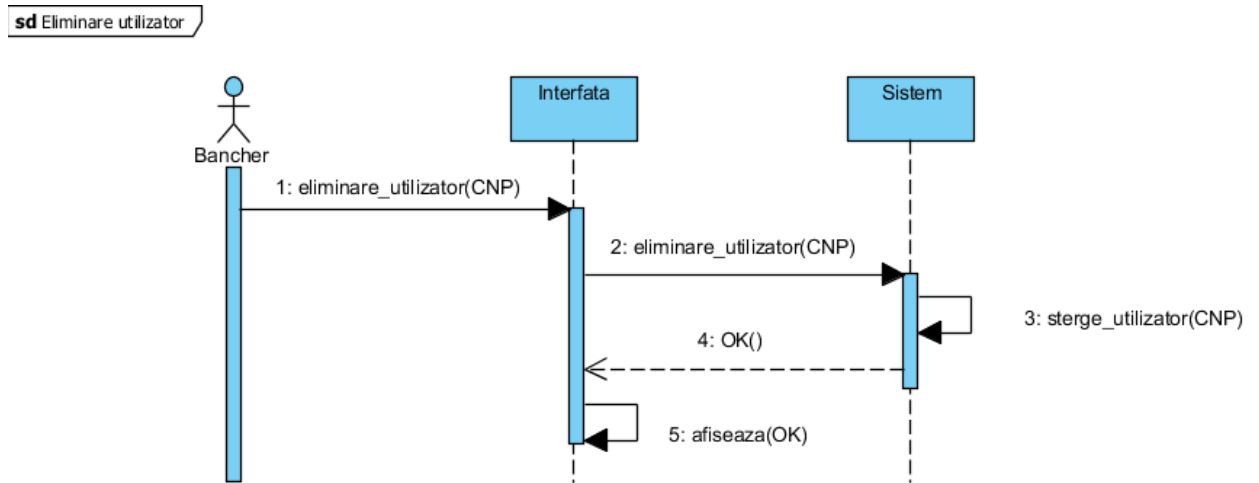 sd Eliminare utilizator
Interfata
Sistem
Bancher
1: eliminare_utilizator(CNP)
2: eliminare_utilizator(CNP)
3: sterge_utilizator(CNP)
4: OK()
5: afiseaza(OK)